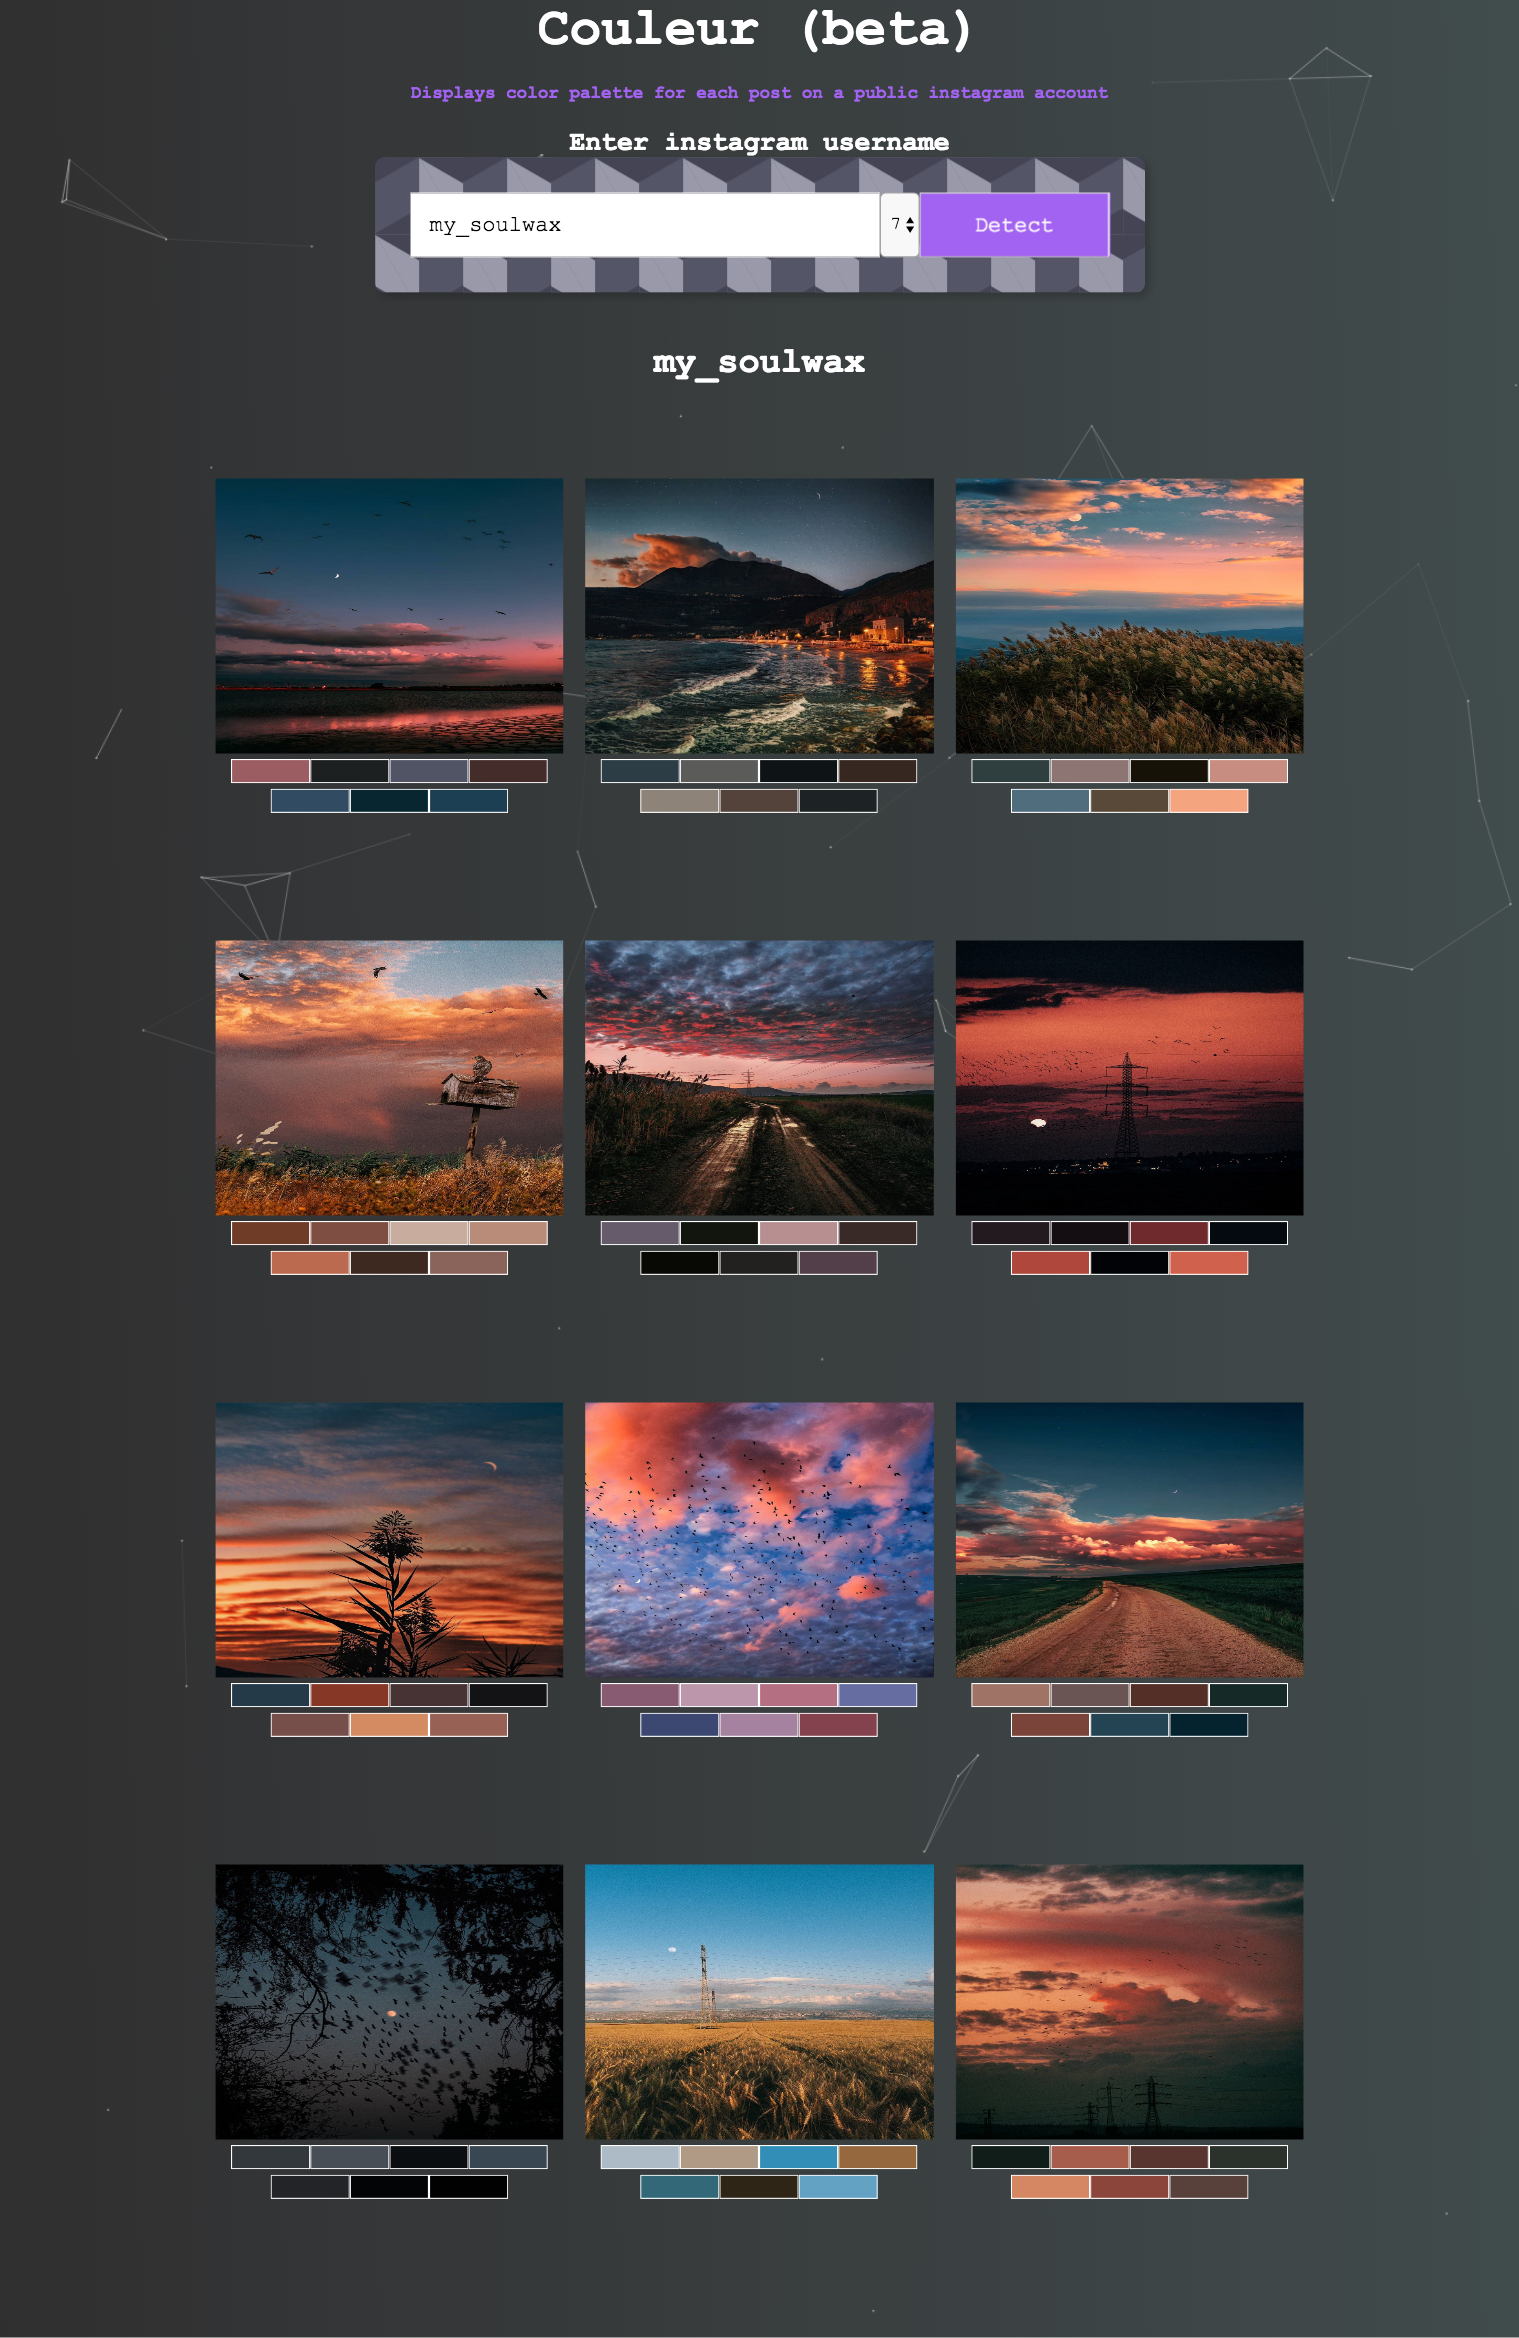 Couleur (beta)
Displays color palette for each post on a public instagram account
Enter instagram username
my_soulwax
7
Detect
my_soulwax